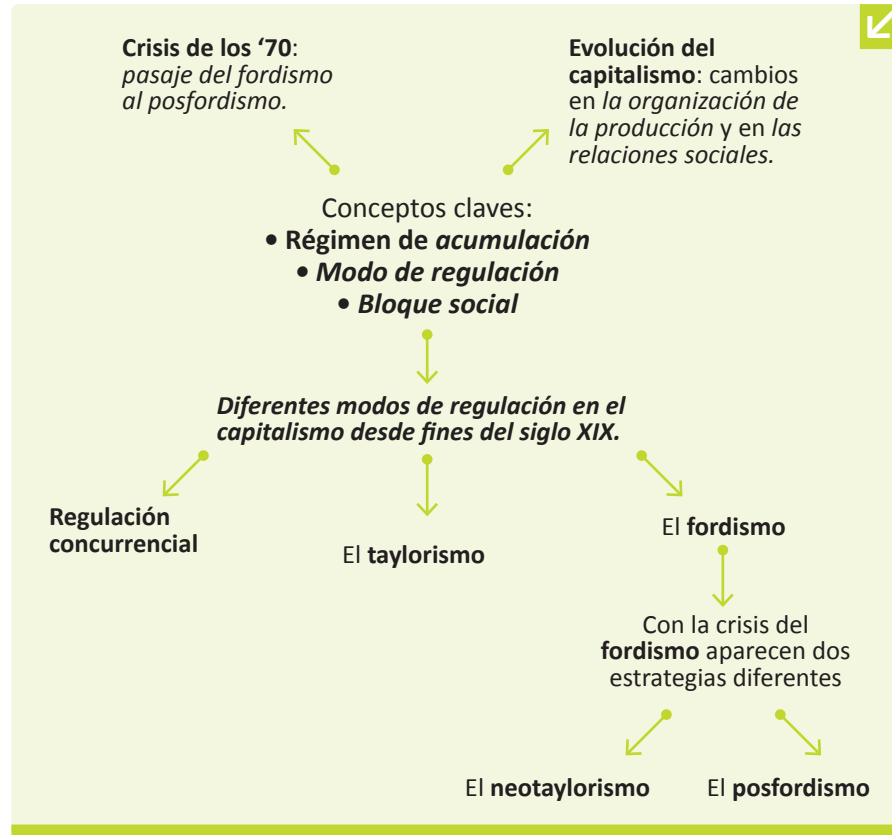 Crisis de los ‘70:
pasaje del fordismo
al posfordismo.
Evolución del
capitalismo: cambios
en la organización de
la producción y en las
relaciones sociales.
Conceptos claves:
• Régimen de acumulación
• Modo de regulación
• Bloque social
Diferentes modos de regulación en el
capitalismo desde fines del siglo XIX.
Regulación
concurrencial
El taylorismo
El fordismo
Con la crisis del
fordismo aparecen dos
estrategias diferentes
El neotaylorismo
El posfordismo